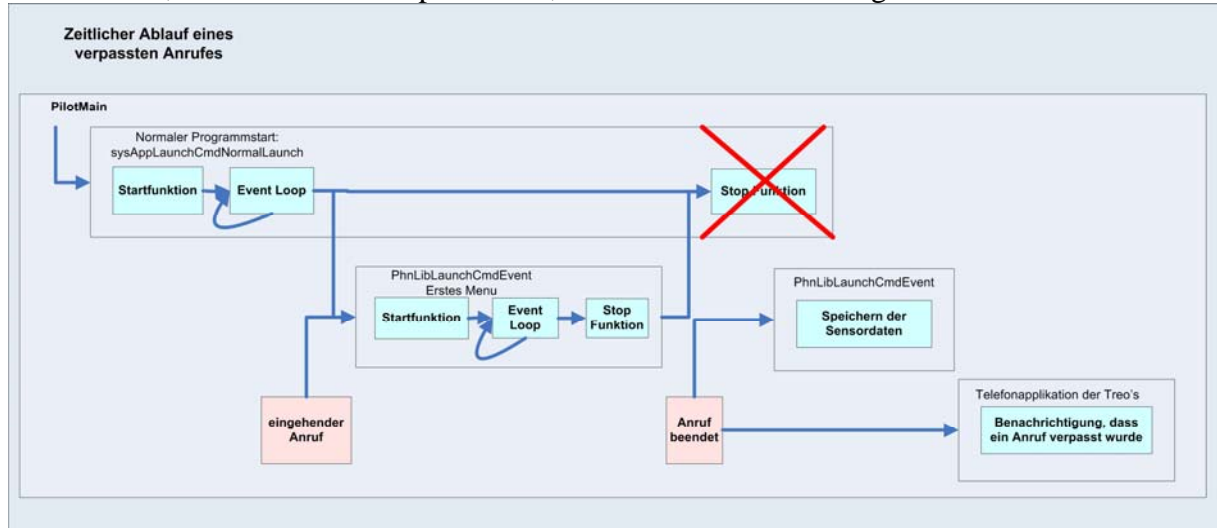 Zeitlicher Ablauf eines
verpassten Anrufes
PilotMain
Normaler Programmstart:
sysAppLaunchCmdNormalLaunch
Startfunktion
Event Loop
Stop Funktion
PhnLibLaunchCmdEvent
Erstes Menu
Startfunktion
Event
Loop
Stop
Funktion
PhnLibLaunchCmdEvent
Speichern der
Sensordaten
eingehender
Anruf
Anruf
beendet
Telefonapplikation der Treo's
Benachrichtigung, dass
ein Anruf verpasst wurde